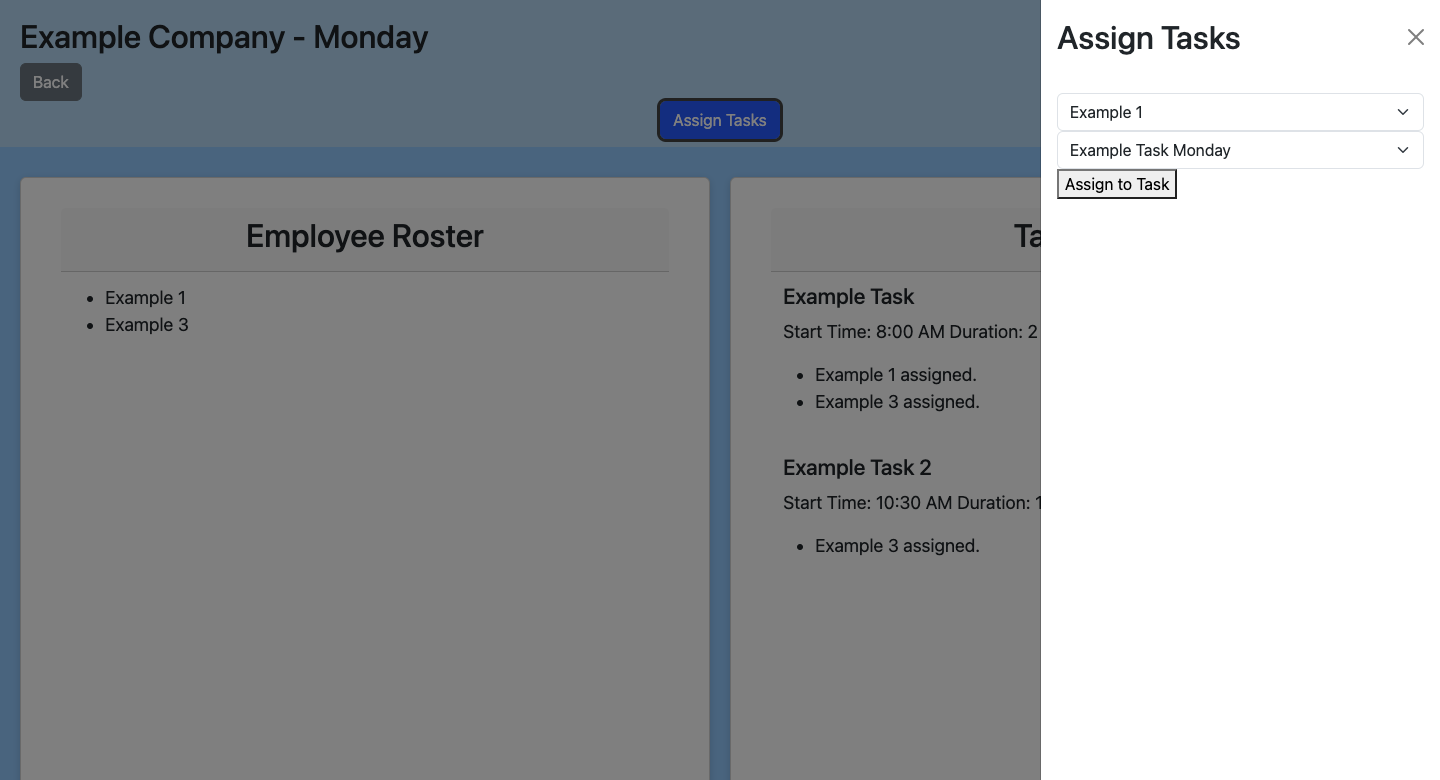 Example Company - Monday
Back
Assign Tasks
Employee Roster
Example 1
Example 3
Example Task
Start Time: 8:00 AM Duration: 2
Example 1 assigned.
Example 3 assigned.
Example Task 2
Start Time: 10:30 AM Duration: 1
Example 3 assigned.
Assign Tasks
Example 1
Example Task Monday
Assign to Task